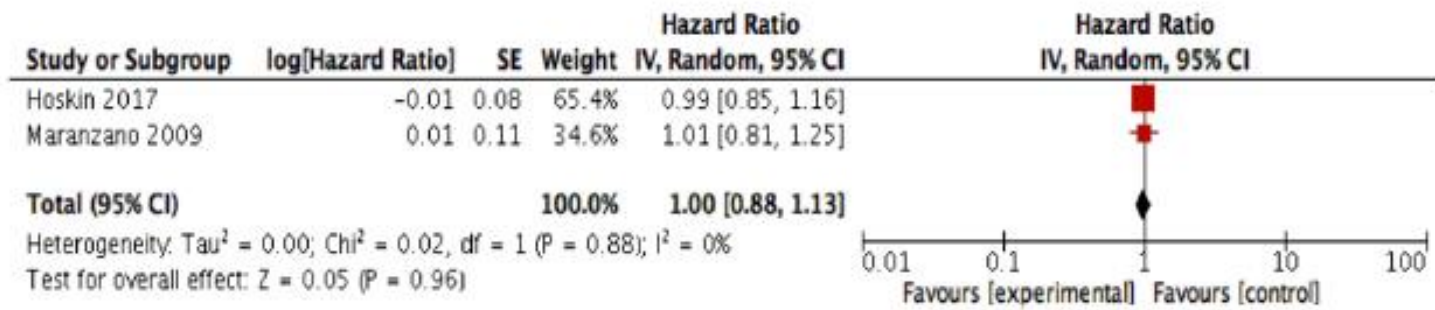 Hazard Ratio Hazard Ratio
Study or Subgroup log[Hazard Ratio] SE Weight IV, Random, 95% CI IV, Random, 95% CI
Hoskin 2017 -0.01 0.08 65.4% 0.99 [0.85, 1.16]
Maranzano 2009 0.01 0.11 34.6% 1.01 [0.81, 1.25]
Total (95% CI) 100.0% 1.00 [0.88, 1.13]
Heterogeneity: Tau² = 0.00; Chi² = 0.02, df = 1 (P = 0.88); I² = 0%
Test for overall effect: Z = 0.05 (P = 0.96)
0.01 0.1 1 10 100
Favours [experimental] Favours [control]